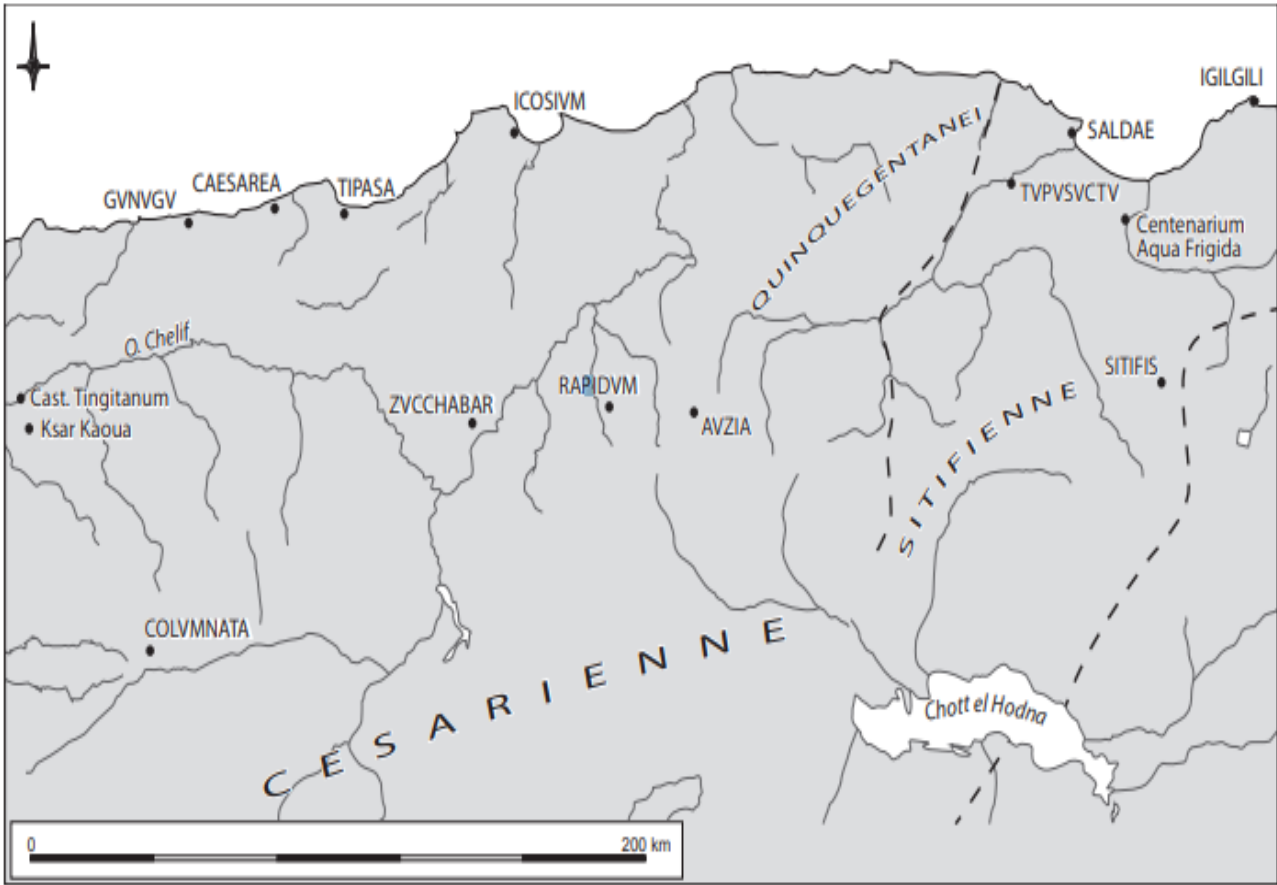 IGILGILI
ICOSIVM
SALDAE
CAESAREA
TIPASA
GVNVGV
QUINQUEGENTANEI
TVPVSVCTV
Centenarium
Aqua Frigida
O. Chelif
Cast. Tingitanum
Ksar Kaoua
ZVCCHABAR
RAPIDVM
AVZIA
SITIFIS
SITIFIENNE
COLVMNATA
CESARIENNE
Chott el Hodna
0 200 km